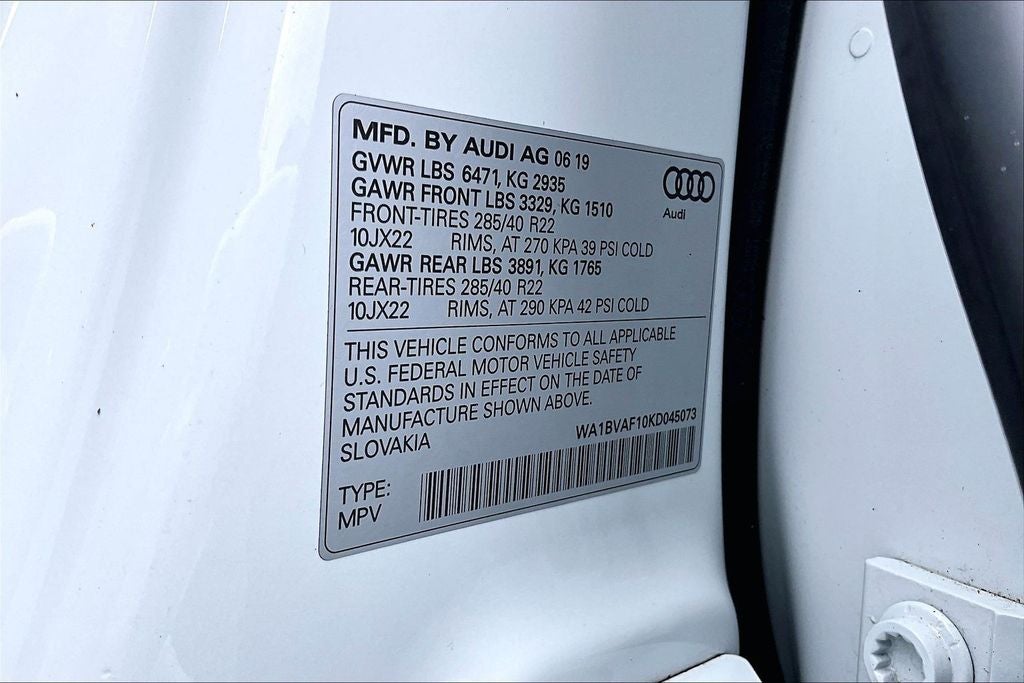 MFD. BY AUDI AG 06 19
GVWR LBS 6471, KG 2935
GAWR FRONT LBS 3329, KG 1510
FRONT-TIRES 285/40 R22
10JX22 RIMS, AT 270 KPA 39 PSI COLD
GAWR REAR LBS 3891, KG 1765
REAR-TIRES 285/40 R22
10JX22 RIMS, AT 290 KPA 42 PSI COLD
Audi
THIS VEHICLE CONFORMS TO ALL APPLICABLE
U.S. FEDERAL MOTOR VEHICLE SAFETY
STANDARDS IN EFFECT ON THE DATE OF
MANUFACTURE SHOWN ABOVE.
SLOVAKIA
WA1BVAF10KD045073
TYPE:
MPV